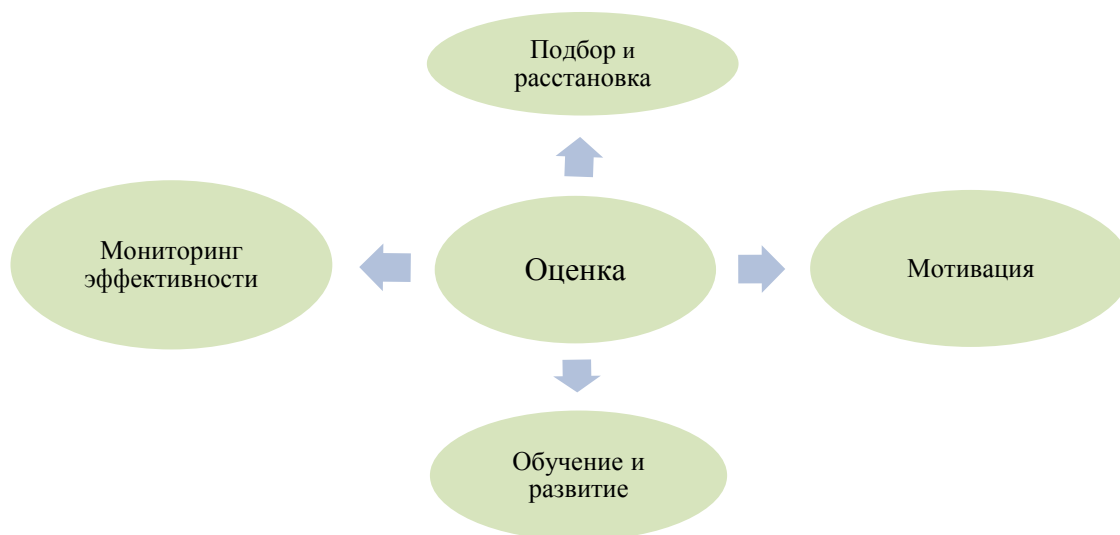 Подбор и
расстановка
Мониторинг
эффективности
Оценка
Мотивация
Обучение и
развитие